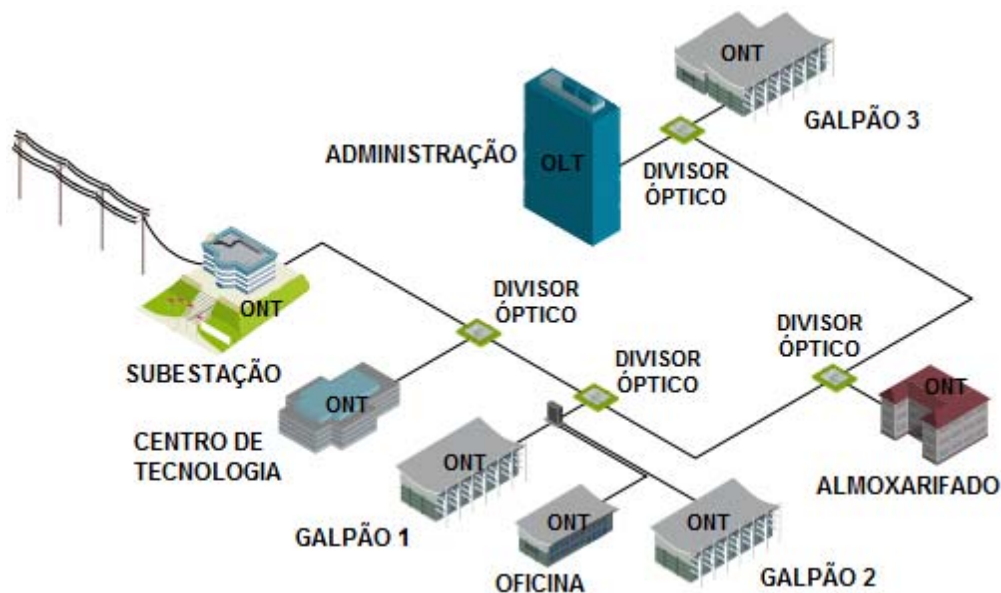 ONT
GALPÃO 3
ADMINISTRAÇÃO
OLT
DIVISOR
ÓPTICO
ONT
SUBESTAÇÃO
DIVISOR
ÓPTICO
DIVISOR
ÓPTICO
DIVISOR
ÓPTICO
ONT
CENTRO DE
TECNOLOGIA
ONT
ALMOXARIFADO
ONT
GALPÃO 1
ONT
OFICINA
ONT
GALPÃO 2